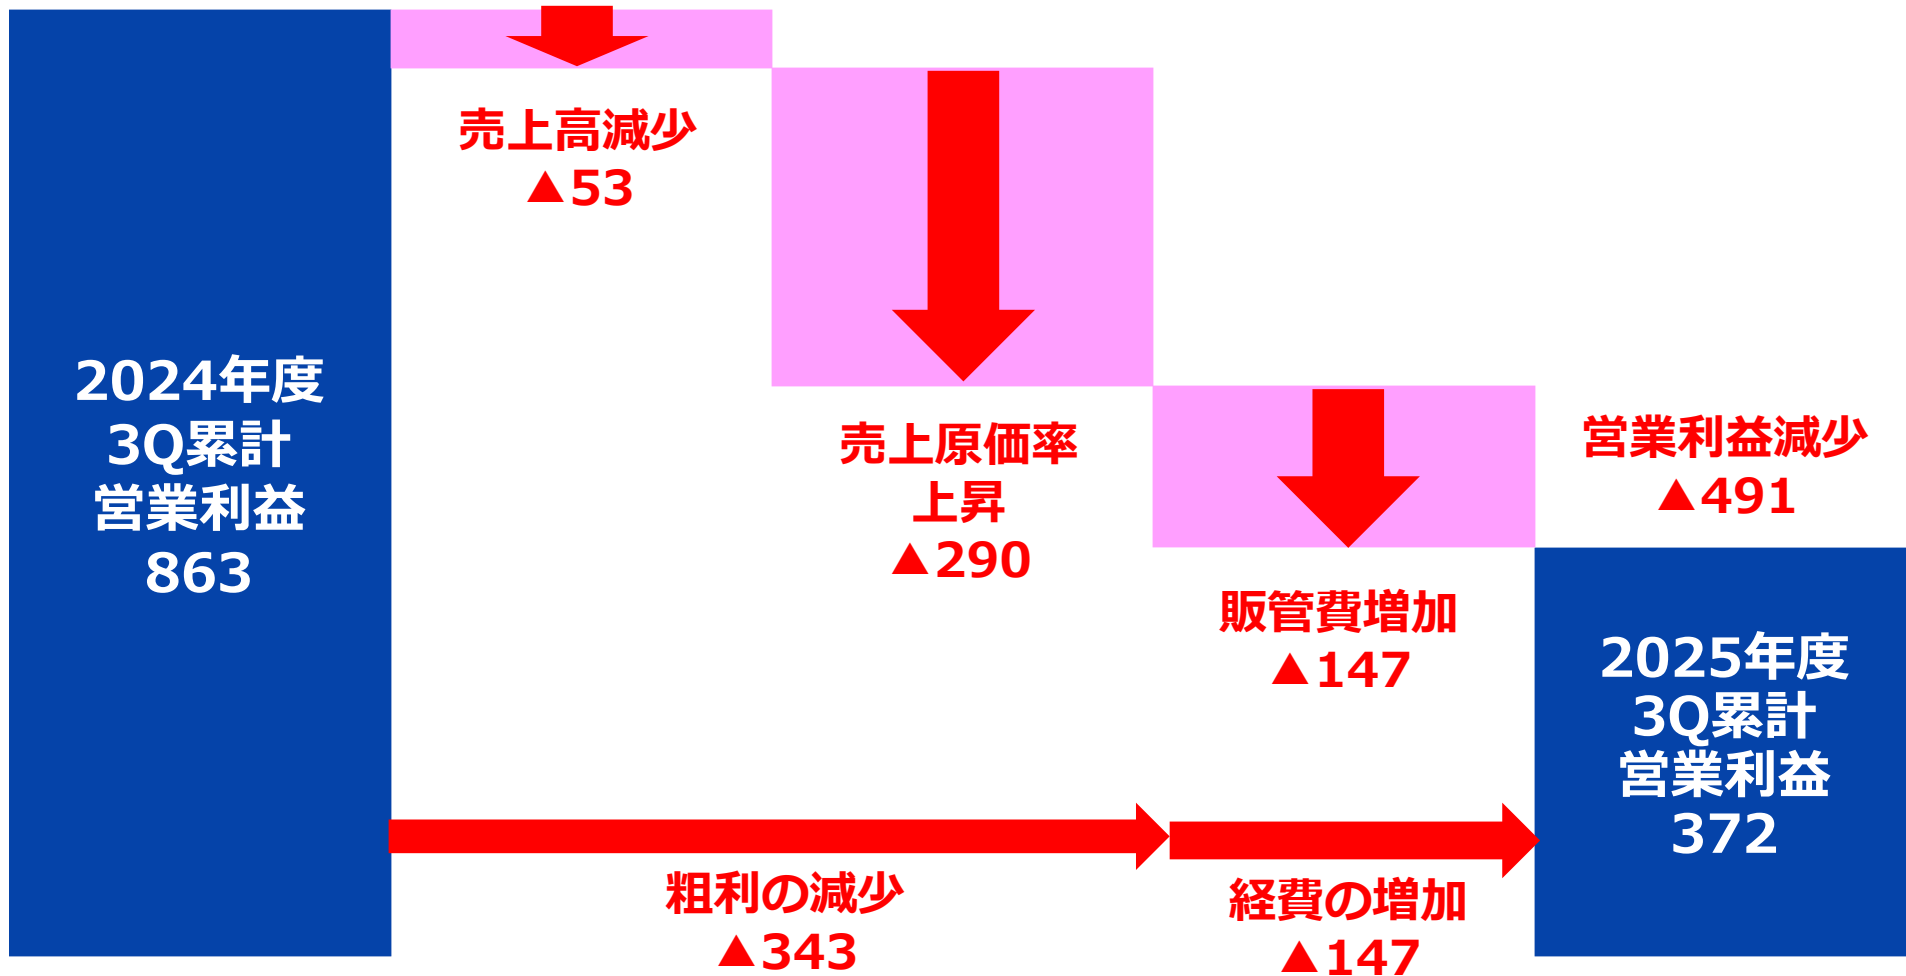 2024年度
3Q累計
営業利益
863
売上高減少
▲53
売上原価率
上昇
▲290
販管費増加
▲147
営業利益減少
▲491
2025年度
3Q累計
営業利益
372
粗利の減少
▲343
経費の増加
▲147